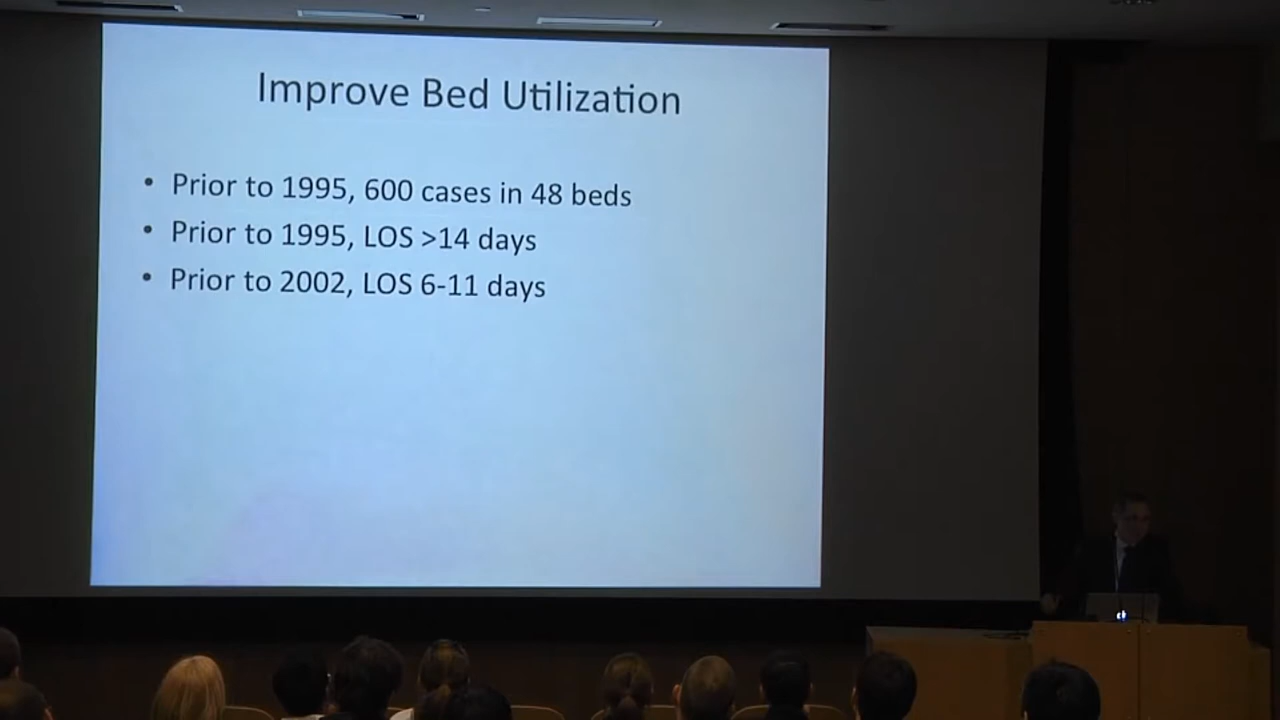 Improve Bed Utilization
• Prior to 1995, 600 cases in 48 beds
• Prior to 1995, LOS >14 days
• Prior to 2002, LOS 6-11 days